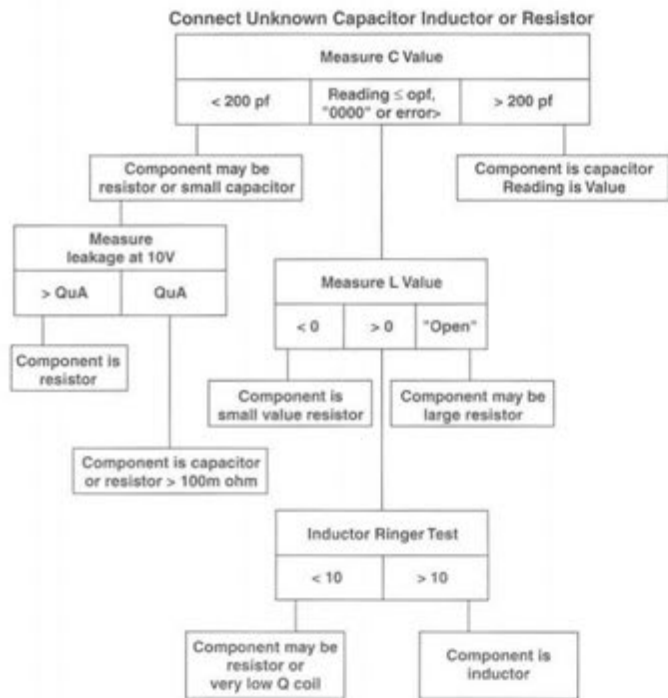 Connect Unknown Capacitor Inductor or Resistor
Measure C Value
< 200 pf
Reading ≤ opf,
"0000" or error>
> 200 pf
Component may be
resistor or small capacitor
Component is capacitor
Reading is Value
Measure
leakage at 10V
> QuA
QuA
Measure L Value
< 0
> 0
"Open"
Component is
resistor
Component is
small value resistor
Component may be
large resistor
Component is capacitor
or resistor > 100m ohm
Inductor Ringer Test
< 10
> 10
Component may be
resistor or
very low Q coil
Component is
inductor